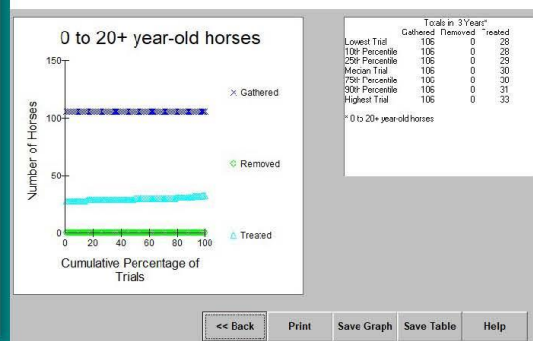 0 to 20+ year-old horses
150
100
50
0
Number of Horses
0 20 40 60 80 100
Cumulative Percentage of
Trials
Gathered
Removed
Treated
Totals in 3 Years*
Gathered Removed Treated
Lowest Trial 106 0 28
10th Percentile 106 0 28
25th Percentile 106 0 29
Median Trial 106 0 30
75th Percentile 106 0 30
90th Percentile 106 0 31
Highest Trial 106 0 33
* 0 to 20+ year-old horses
<< Back Print Save Graph Save Table Help